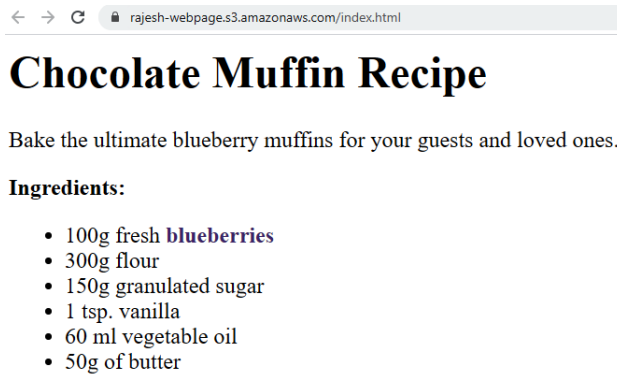 rajesh-webpage.s3.amazonaws.com/index.html
Chocolate Muffin Recipe
Bake the ultimate blueberry muffins for your guests and loved ones.
Ingredients:
• 100g fresh blueberries
• 300g flour
• 150g granulated sugar
• 1 tsp. vanilla
• 60 ml vegetable oil
• 50g of butter